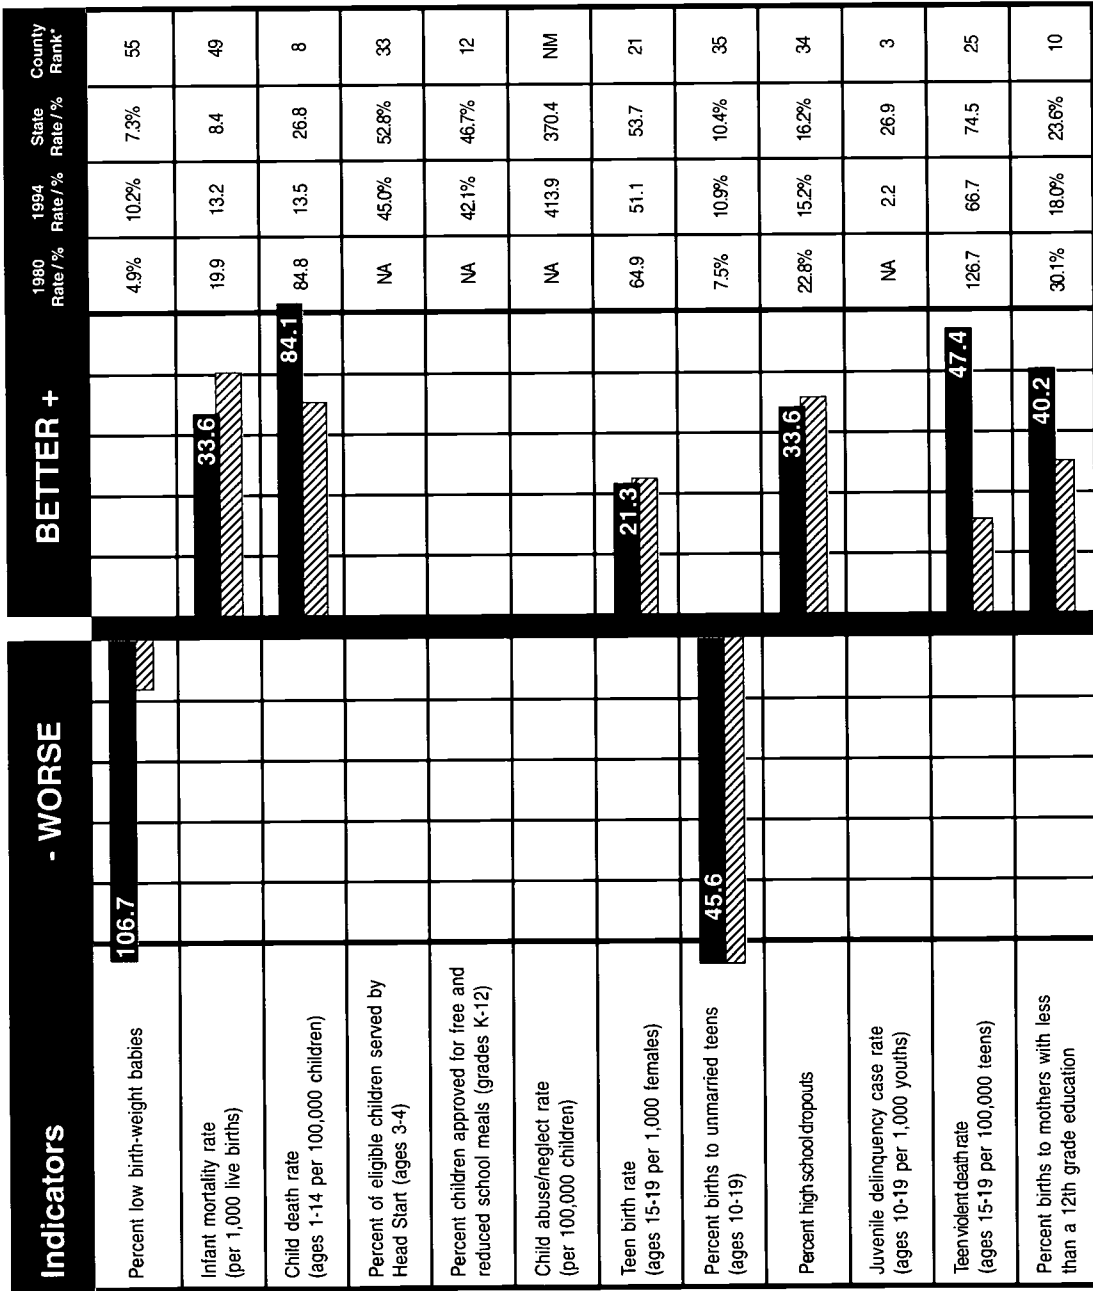 Indicators - WORSE BETTER + 1980 Rate / % 1994 Rate / % State Rate / % County Rank*
Percent low birth-weight babies 106.7 4.9% 10.2% 7.3% 55
Infant mortality rate
(per 1,000 live births) 33.6 19.9 13.2 8.4 49
Child death rate
(ages 1-14 per 100,000 children) 84.1 84.8 13.5 26.8 8
Percent of eligible children served by
Head Start (ages 3-4) NA 45.0% 52.8% 33
Percent children approved for free and
reduced school meals (grades K-12) NA 42.1% 46.7% 12
Child abuse/neglect rate
(per 100,000 children) NA 413.9 370.4 NM
Teen birth rate
(ages 15-19 per 1,000 females) 21.3 64.9 51.1 53.7 21
Percent births to unmarried teens
(ages 10-19) 45.6 7.5% 10.9% 10.4% 35
Percent high school dropouts 33.6 22.8% 15.2% 16.2% 34
Juvenile delinquency case rate
(ages 10-19 per 1,000 youths) NA 2.2 26.9 3
Teen violent death rate
(ages 15-19 per 100,000 teens) 47.4 126.7 66.7 74.5 25
Percent births to mothers with less
than a 12th grade education 40.2 30.1% 18.0% 23.6% 10